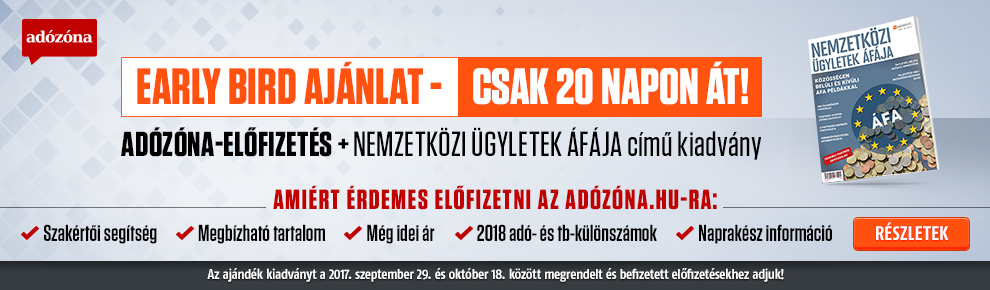 adózóna
EARLY BIRD AJÁNLAT - CSAK 20 NAPON ÁT!
ADÓZÓNA-ELŐFIZETÉS + NEMZETKÖZI ÜGYLETEK ÁFÁJA című kiadvány
NEMZETKÖZI
ÜGYLETEK ÁFÁJA
KÖZÖSSÉGEN
BELÜLI ÉS KÍVÜLI
ÁFA PÉLDÁKKAL
ÁFA
AMIÉRT ÉRDEMES ELŐFIZETNI AZ ADÓZÓNA.HU-RA:
Szakértői segítség Megbízható tartalom Még idei ár 2018 adó- és tb-különszámok Naprakész információ RÉSZLETEK
Az ajándék kiadványt a 2017. szeptember 29. és október 18. között megrendelt és befizetett előfizetésekhez adjuk!